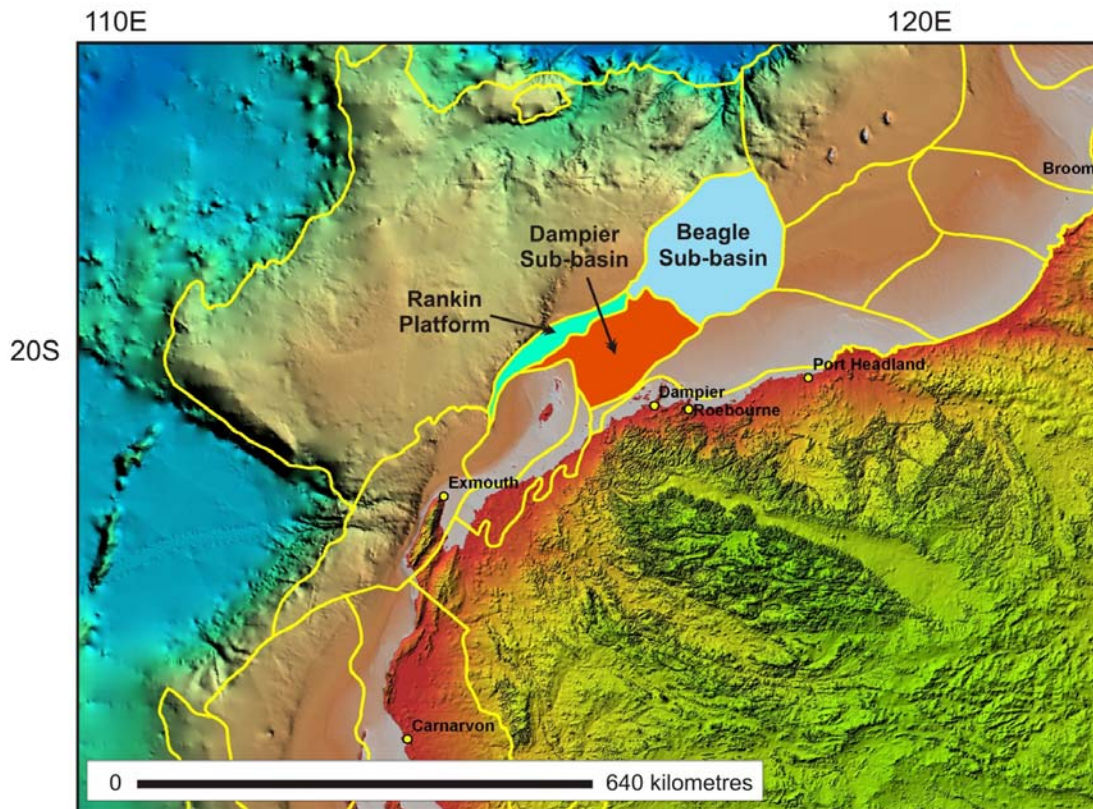 110E
120E
Broom
Beagle
Sub-basin
Dampier
Sub-basin
Rankin
Platform
20S
Port Headland
Dampier
Roebourne
Exmouth
Carnarvon
0
640 kilometres